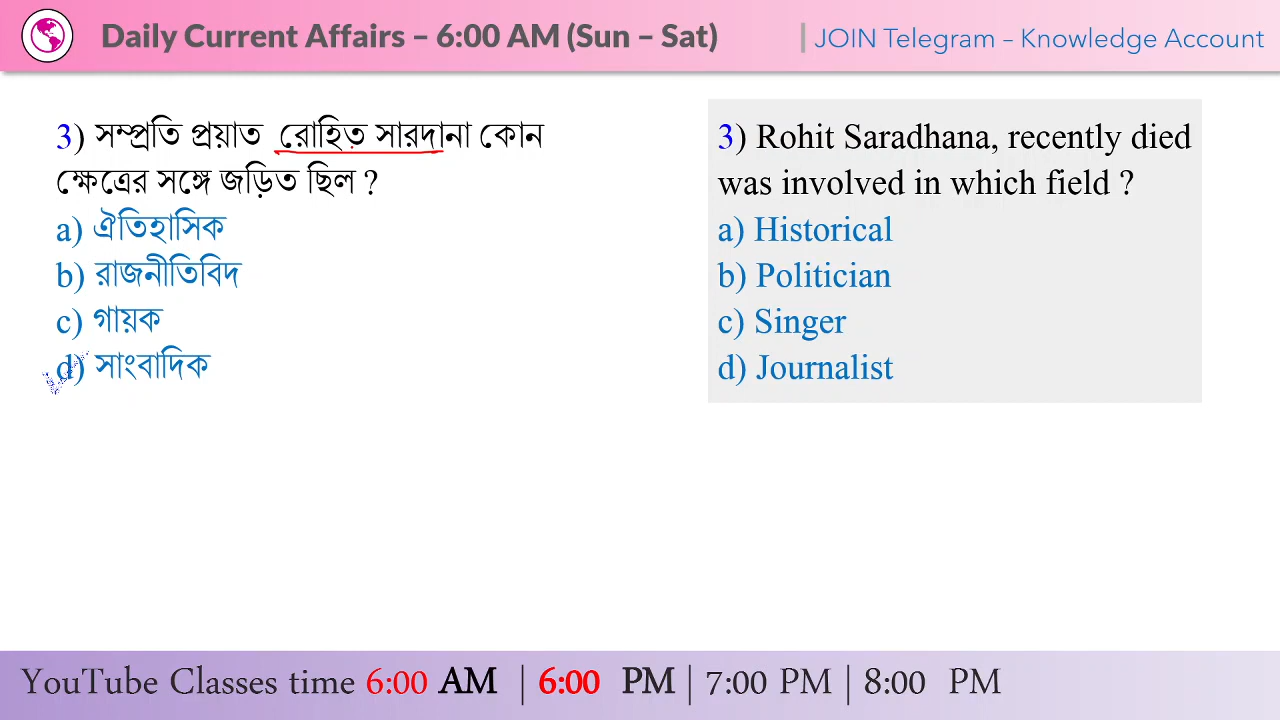 Daily Current Affairs – 6:00 AM (Sun – Sat)
| JOIN Telegram – Knowledge Account
3) সম্প্রতি প্রয়াত রোহিত সারদানা কোন
ক্ষেত্রের সঙ্গে জড়িত ছিল ?
a) ঐতিহাসিক
b) রাজনীতিবিদ
c) গায়ক
d) সাংবাদিক
3) Rohit Saradhana, recently died
was involved in which field ?
a) Historical
b) Politician
c) Singer
d) Journalist
YouTube Classes time 6:00 AM | 6:00 PM | 7:00 PM | 8:00 PM